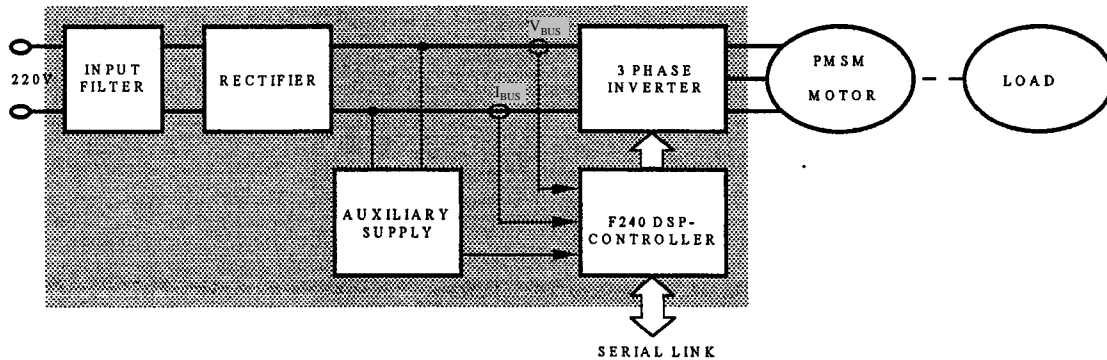 V_BUS
220V
INPUT
FILTER
RECTIFIER
I_BUS
3 PHASE
INVERTER
PMSM
MOTOR
LOAD
AUXILIARY
SUPPLY
F240 DSP-
CONTROLLER
SERIAL LINK